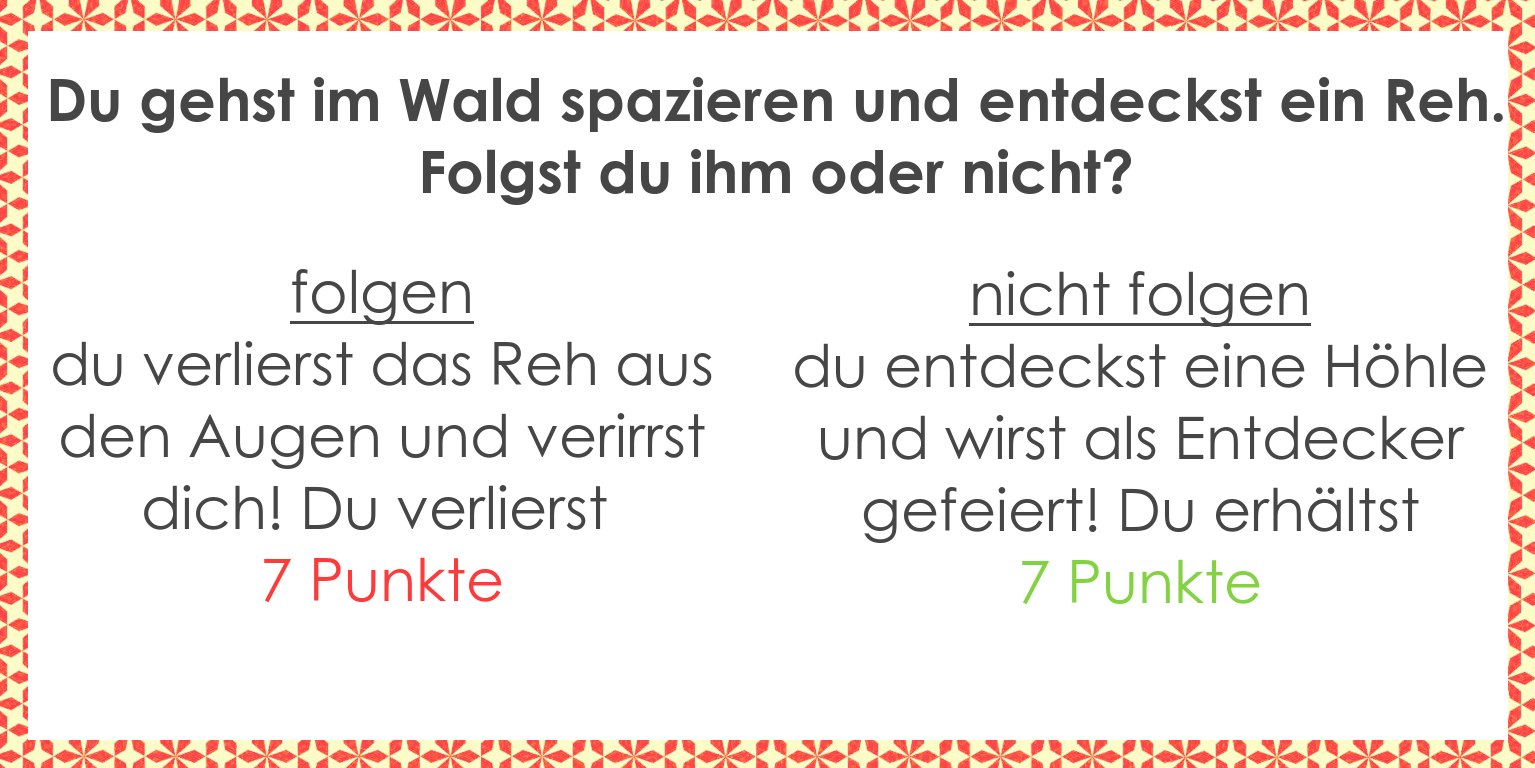 Du gehst im Wald spazieren und entdeckst ein Reh.
Folgst du ihm oder nicht?
folgen
du verlierst das Reh aus
den Augen und verirrst
dich! Du verlierst
7 Punkte
nicht folgen
du entdeckst eine Höhle
und wirst als Entdecker
gefeiert! Du erhältst
7 Punkte